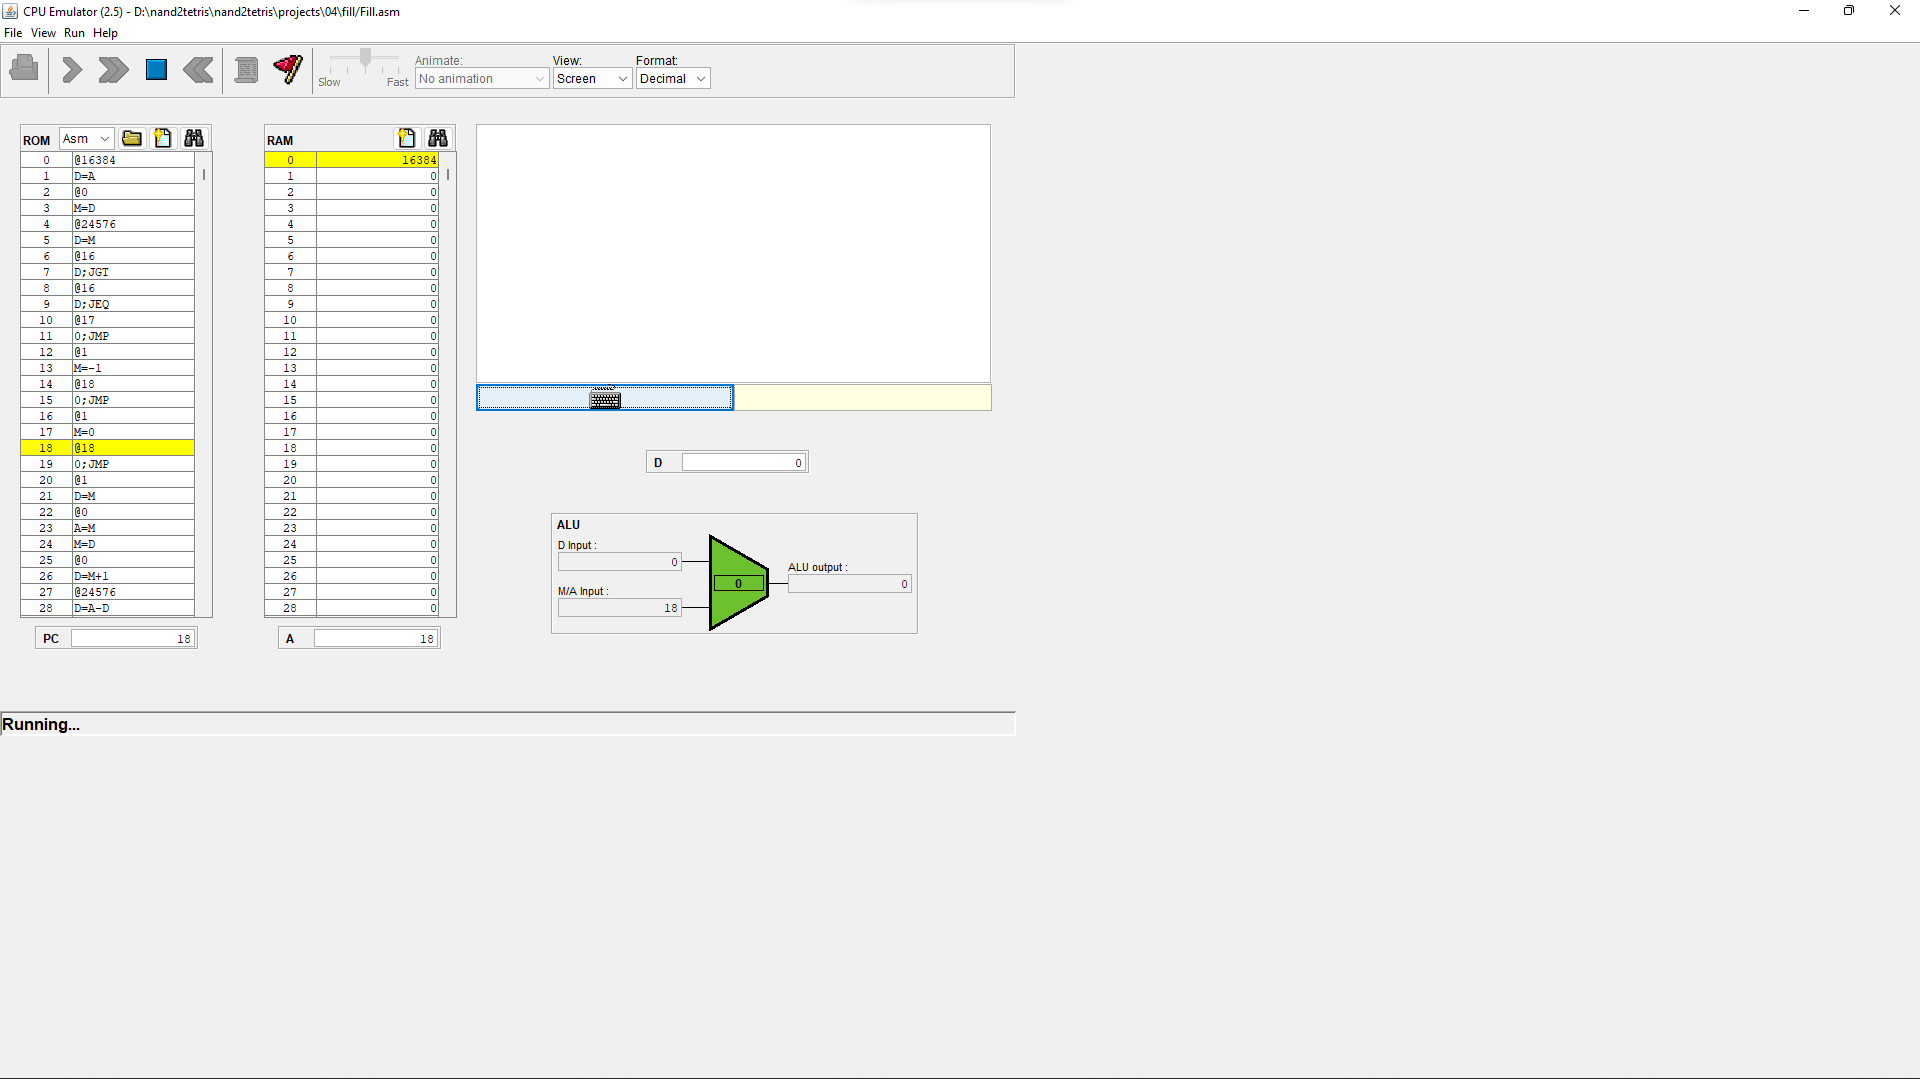 CPU Emulator (2.5) - D:\nand2tetris\nand2tetris\projects\04\fill/Fill.asm
File View Run Help
Slow Fast
Animate:
No animation
View:
Screen
Format:
Decimal
ROM Asm
0 @16384
1 D=A
2 @0
3 M=D
4 @24576
5 D=M
6 @16
7 D;JGT
8 @16
9 D;JEQ
10 @17
11 0;JMP
12 @1
13 M=-1
14 @18
15 0;JMP
16 @1
17 M=0
18 @18
19 0;JMP
20 @1
21 D=M
22 @0
23 A=M
24 M=D
25 @0
26 D=M+1
27 @24576
28 D=A-D
PC 18
RAM
0 16384
1 0
2 0
3 0
4 0
5 0
6 0
7 0
8 0
9 0
10 0
11 0
12 0
13 0
14 0
15 0
16 0
17 0
18 0
19 0
20 0
21 0
22 0
23 0
24 0
25 0
26 0
27 0
28 0
A 18
D 0
ALU
D Input :
0
M/A Input :
18
0
ALU output :
0
Running...